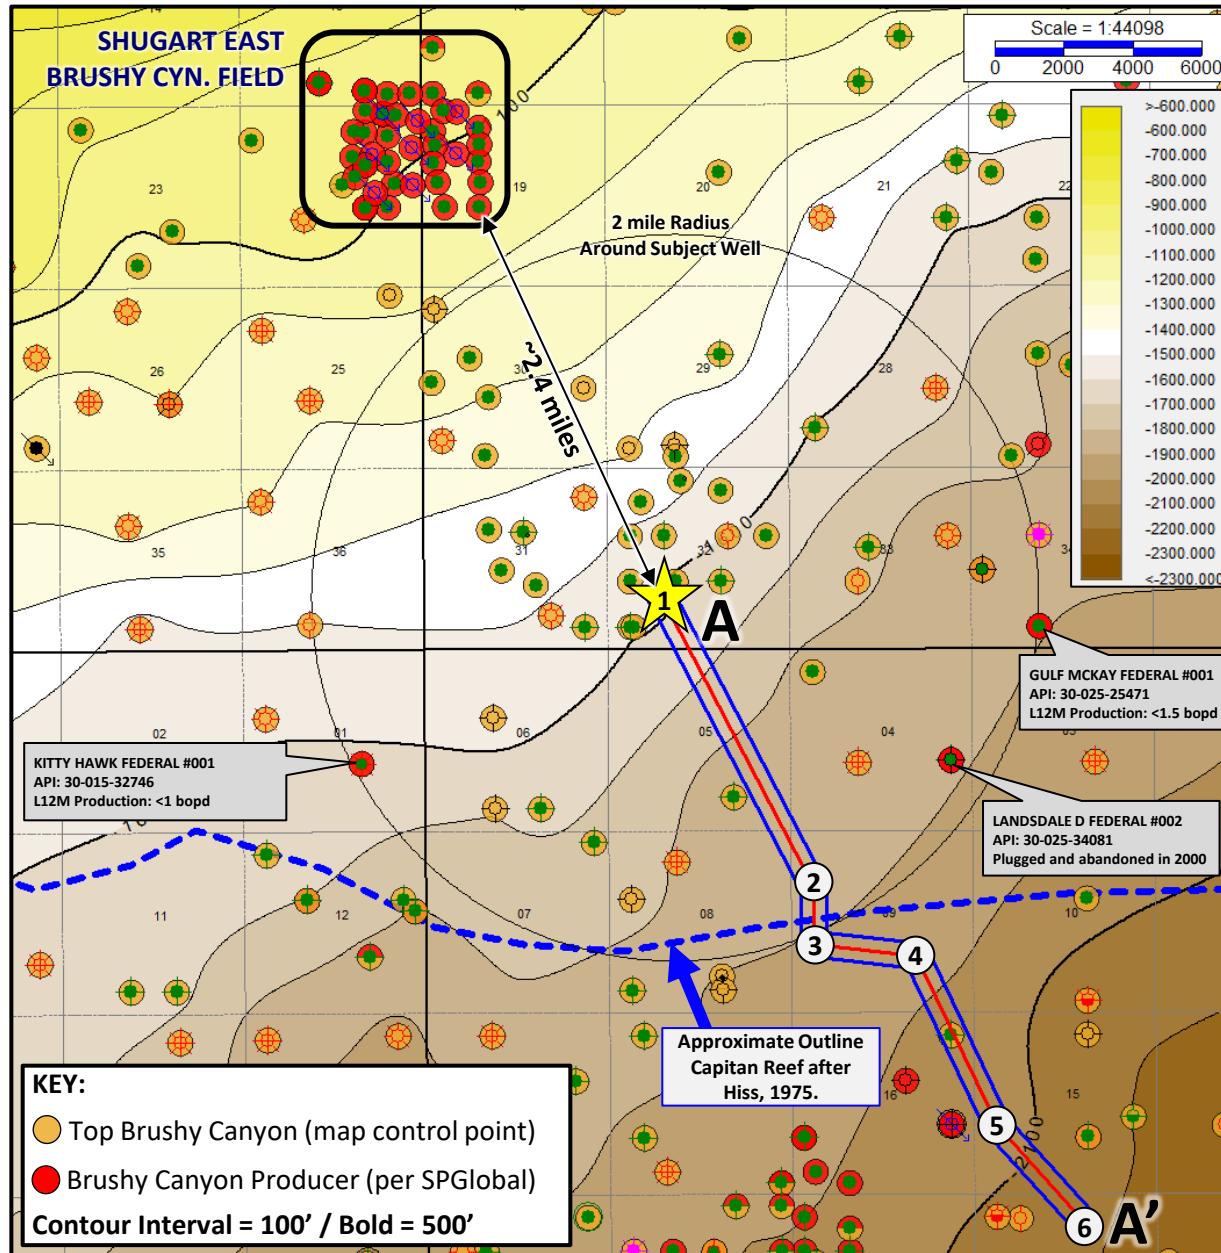 SHUGART EAST
BRUSHY CYN. FIELD
Scale = 1:44098
0 2000 4000 6000
>-600.000
-600.000
-700.000
-800.000
-900.000
-1000.000
-1100.000
-1200.000
-1300.000
-1400.000
-1500.000
-1600.000
-1700.000
-1800.000
-1900.000
-2000.000
-2100.000
-2200.000
-2300.000
<-2300.000
23
19
20
21
22
2 mile Radius
Around Subject Well
~2.4 miles
26
25
30
29
28
35
36
31
32
33
1
A
GULF MCKAY FEDERAL #001
API: 30-025-25471
L12M Production: <1.5 bopd
02
01
06
05
04
03
KITTY HAWK FEDERAL #001
API: 30-015-32746
L12M Production: <1 bopd
LANDSDALE D FEDERAL #002
API: 30-025-34081
Plugged and abandoned in 2000
2
11
12
07
08
09
10
3
4
Approximate Outline
Capitan Reef after
Hiss, 1975.
16
15
5
-2100
6
A'
KEY:
Top Brushy Canyon (map control point)
Brushy Canyon Producer (per SPGlobal)
Contour Interval = 100' / Bold = 500'